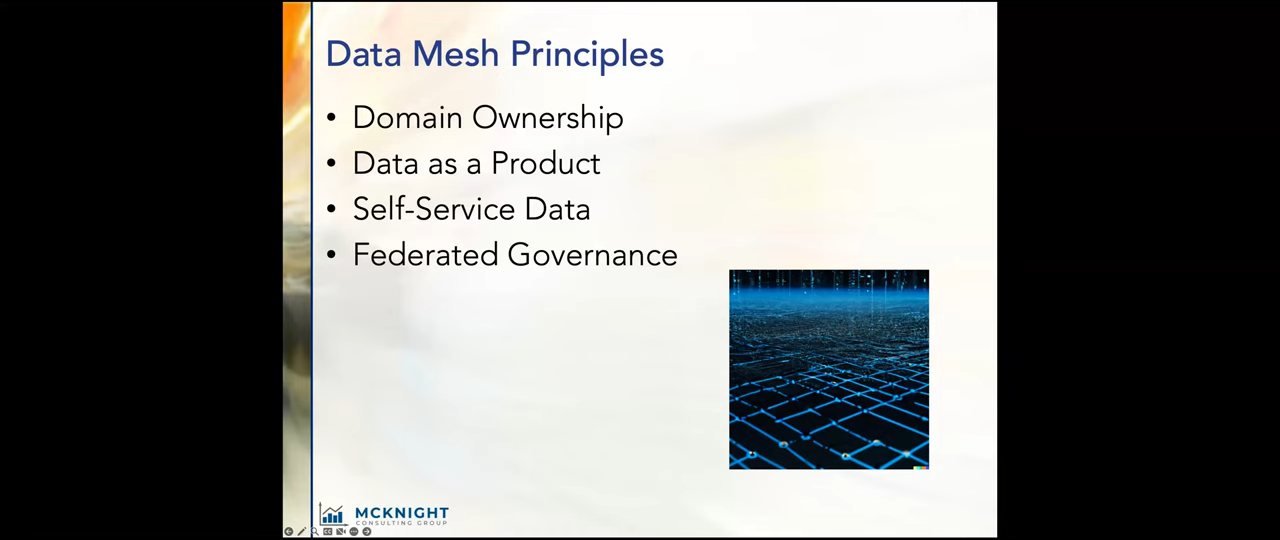 Data Mesh Principles
• Domain Ownership
• Data as a Product
• Self-Service Data
• Federated Governance
MCKNIGHT
CONSULTING GROUP